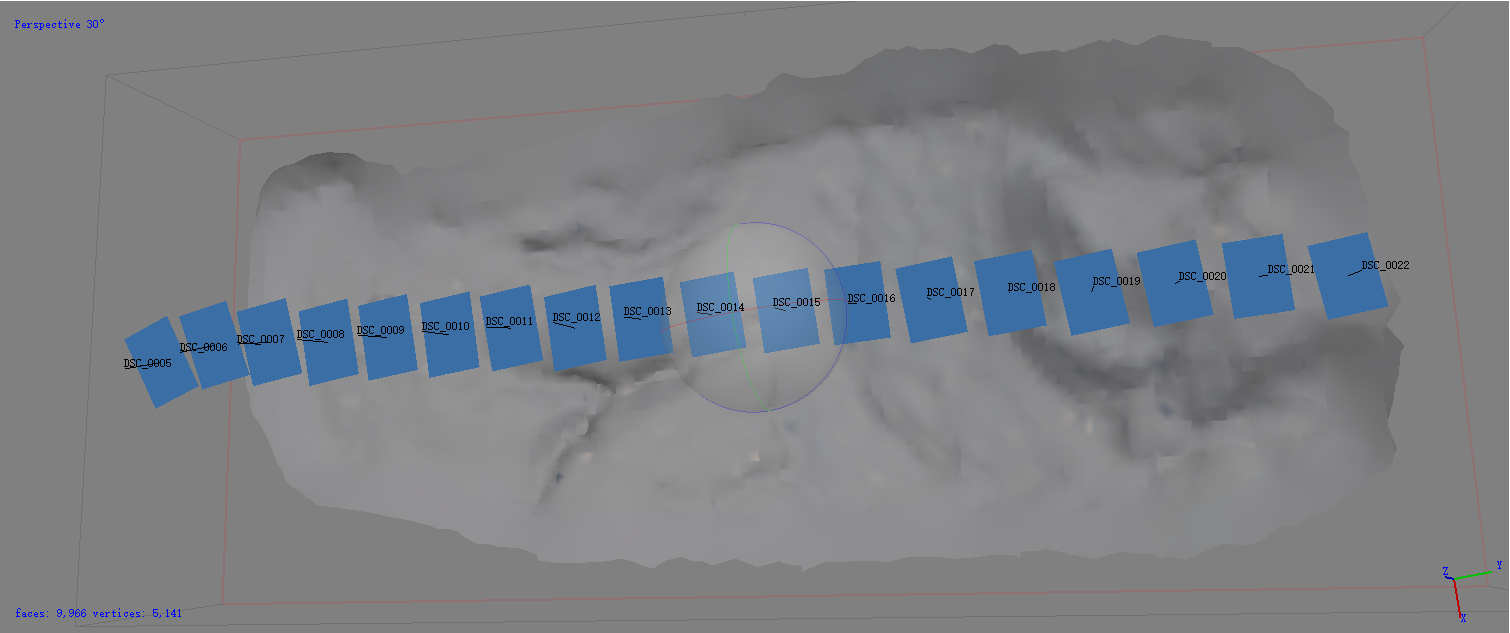 Perspective 30°
DSC_0005
DSC_0006
DSC_0007
DSC_0008
DSC_0009
DSC_0010
DSC_0011
DSC_0012
DSC_0013
DSC_0014
DSC_0015
DSC_0016
DSC_0017
DSC_0018
DSC_0019
DSC_0020
DSC_0021
DSC_0022
Z
Y
X
faces: 9,966 vertices: 5,141